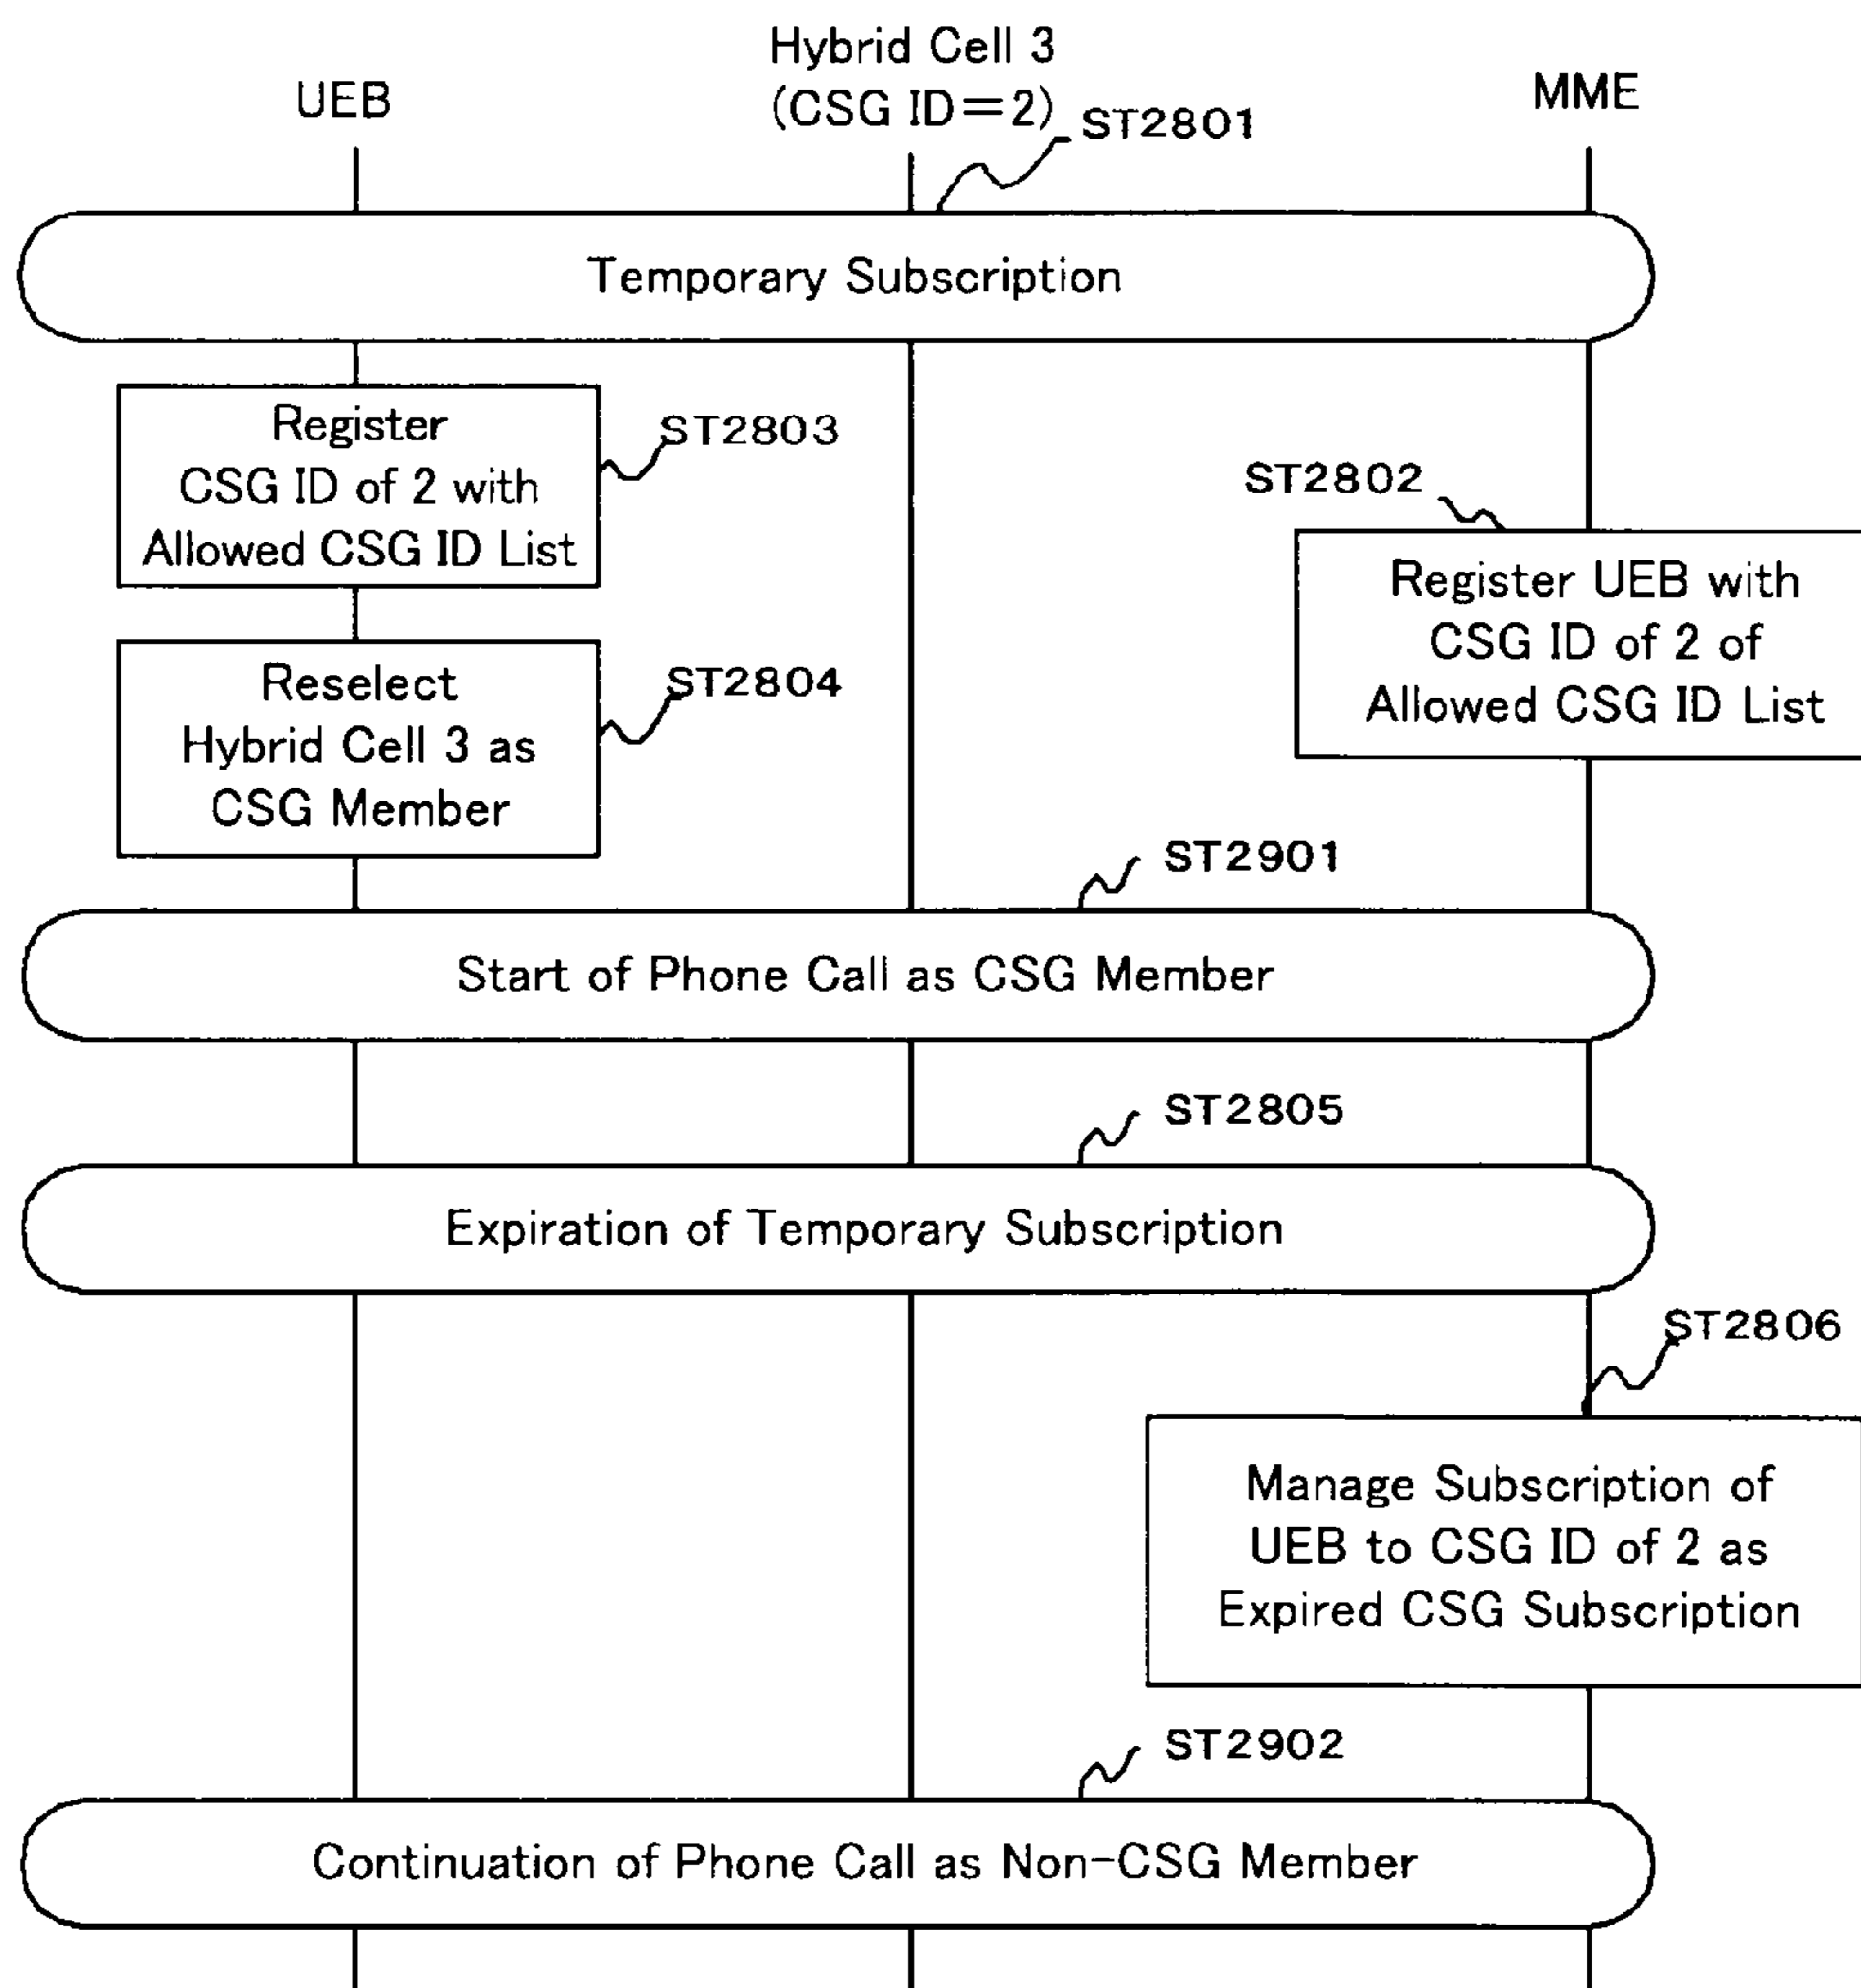 UEB
Hybrid Cell 3
(CSG ID=2)
MME
ST2801
Temporary Subscription
Register
CSG ID of 2 with
Allowed CSG ID List
ST2803
ST2802
Register UEB with
CSG ID of 2 of
Allowed CSG ID List
Reselect
Hybrid Cell 3 as
CSG Member
ST2804
ST2901
Start of Phone Call as CSG Member
ST2805
Expiration of Temporary Subscription
ST2806
Manage Subscription of
UEB to CSG ID of 2 as
Expired CSG Subscription
ST2902
Continuation of Phone Call as Non-CSG Member